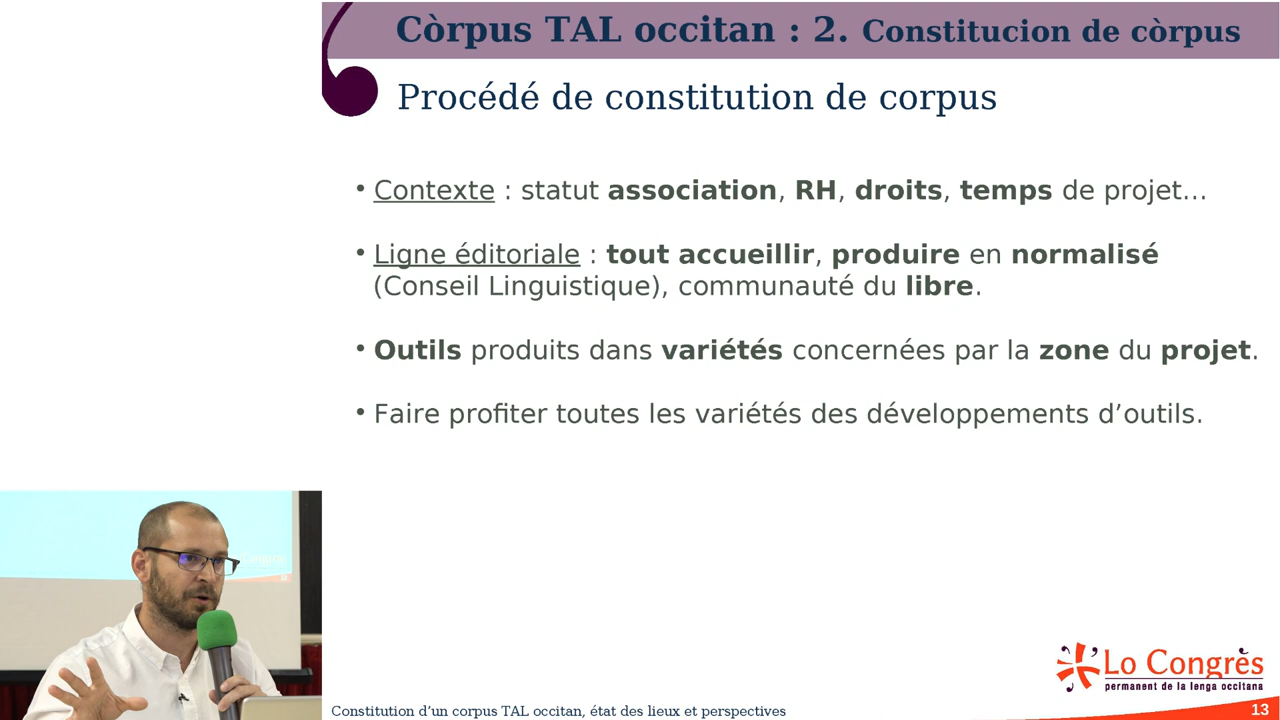 Còrpus TAL occitan : 2. Constitucion de còrpus
Procédé de constitution de corpus
• Contexte : statut association, RH, droits, temps de projet...
• Ligne éditoriale : tout accueillir, produire en normalisé
(Conseil Linguistique), communauté du libre.
• Outils produits dans variétés concernées par la zone du projet.
• Faire profiter toutes les variétés des développements d’outils.
Lo Congrès
permanent de la lenga occitana
Constitution d’un corpus TAL occitan, état des lieux et perspectives
13